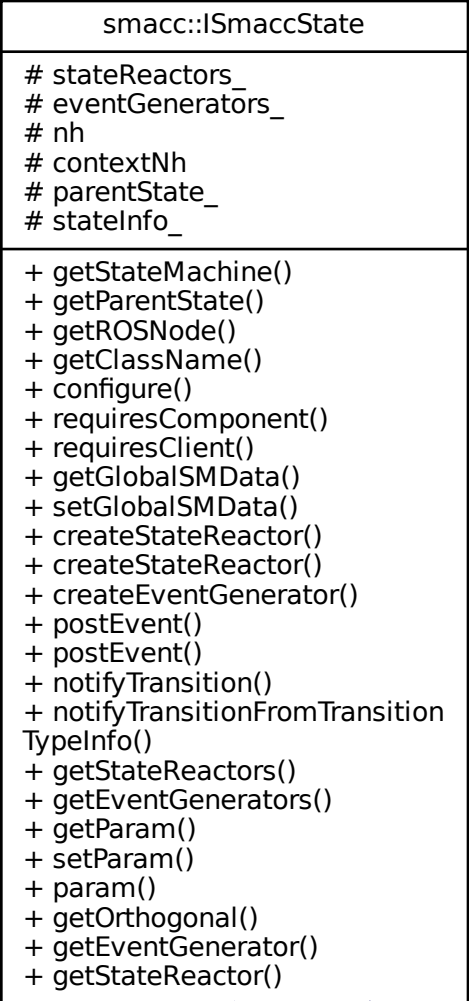 smacc::ISmaccState
# stateReactors_
# eventGenerators_
# nh
# contextNh
# parentState_
# stateInfo_
+ getStateMachine()
+ getParentState()
+ getROSNode()
+ getClassName()
+ configure()
+ requiresComponent()
+ requiresClient()
+ getGlobalSMData()
+ setGlobalSMData()
+ createStateReactor()
+ createStateReactor()
+ createEventGenerator()
+ postEvent()
+ postEvent()
+ notifyTransition()
+ notifyTransitionFromTransition
TypeInfo()
+ getStateReactors()
+ getEventGenerators()
+ getParam()
+ setParam()
+ param()
+ getOrthogonal()
+ getEventGenerator()
+ getStateReactor()